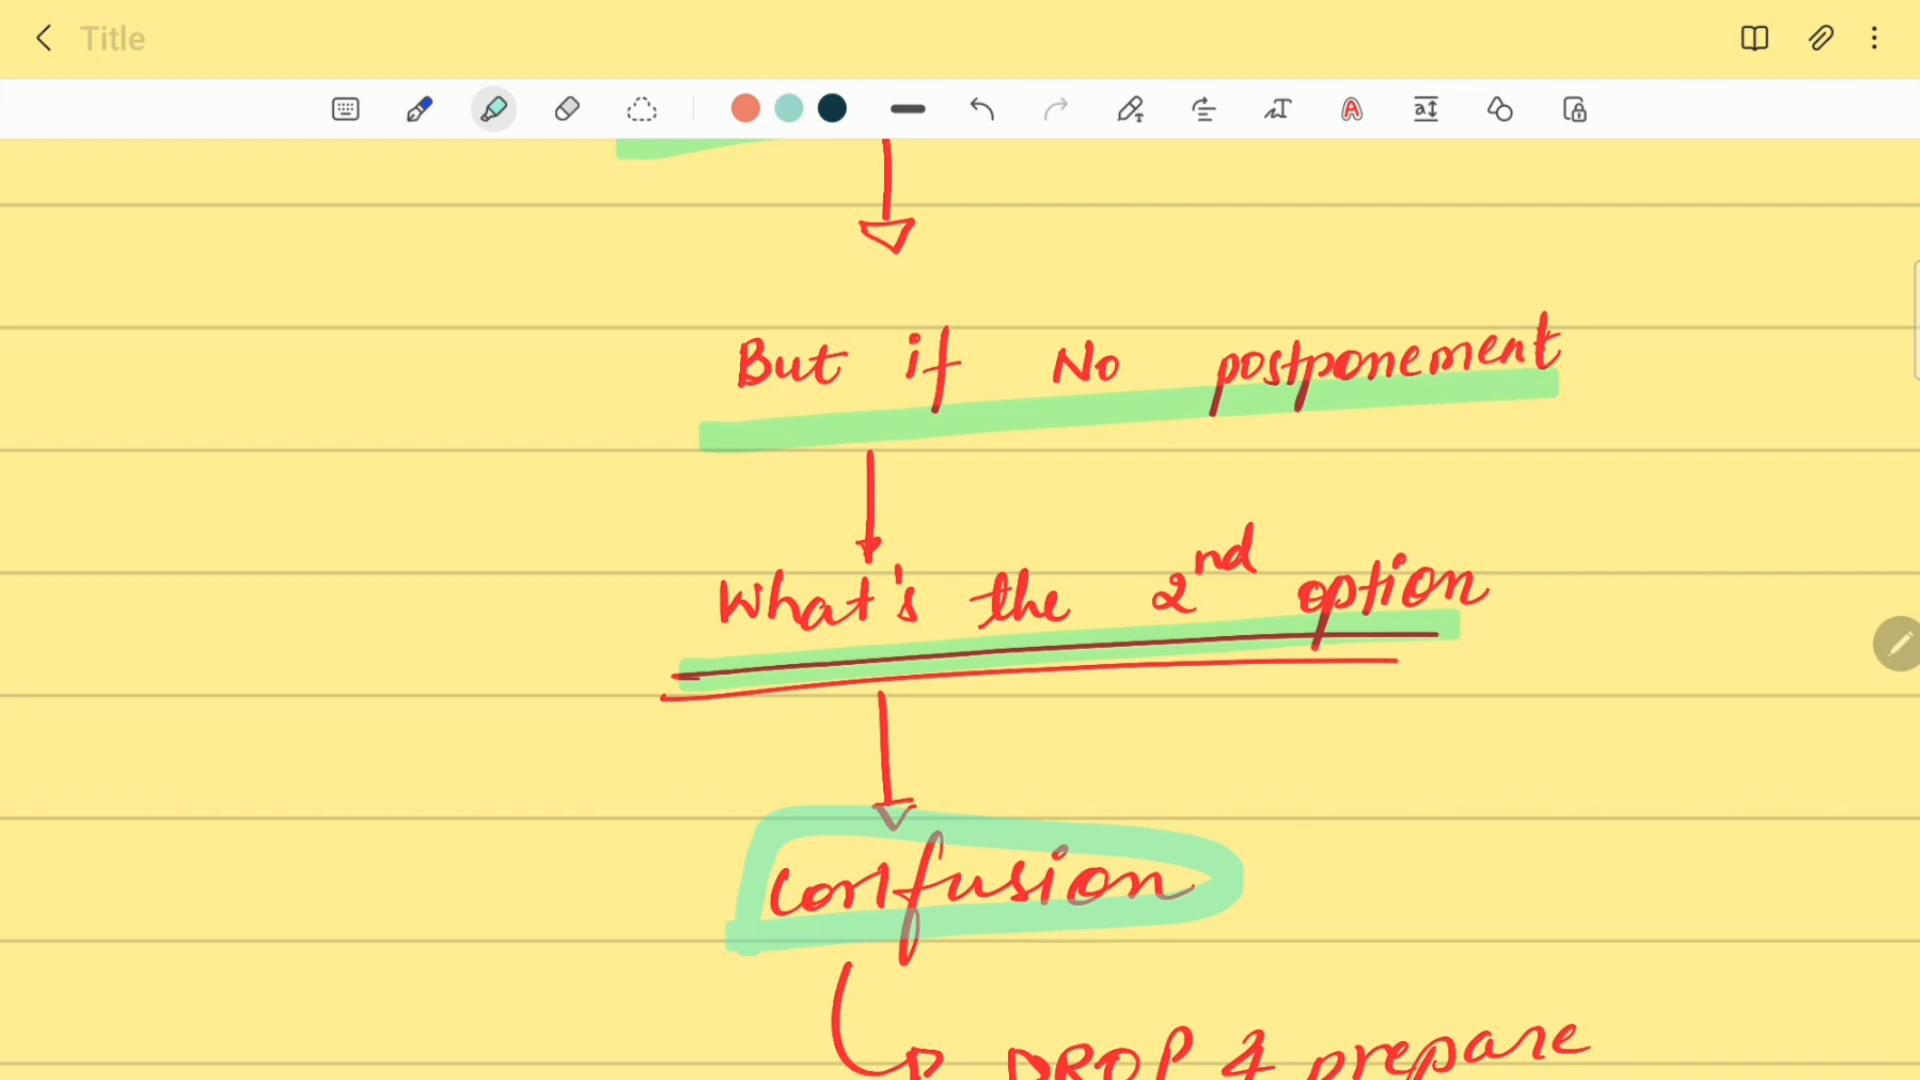 Title
But if No postponement
What's the 2nd option
Confusion
DROP & prepare